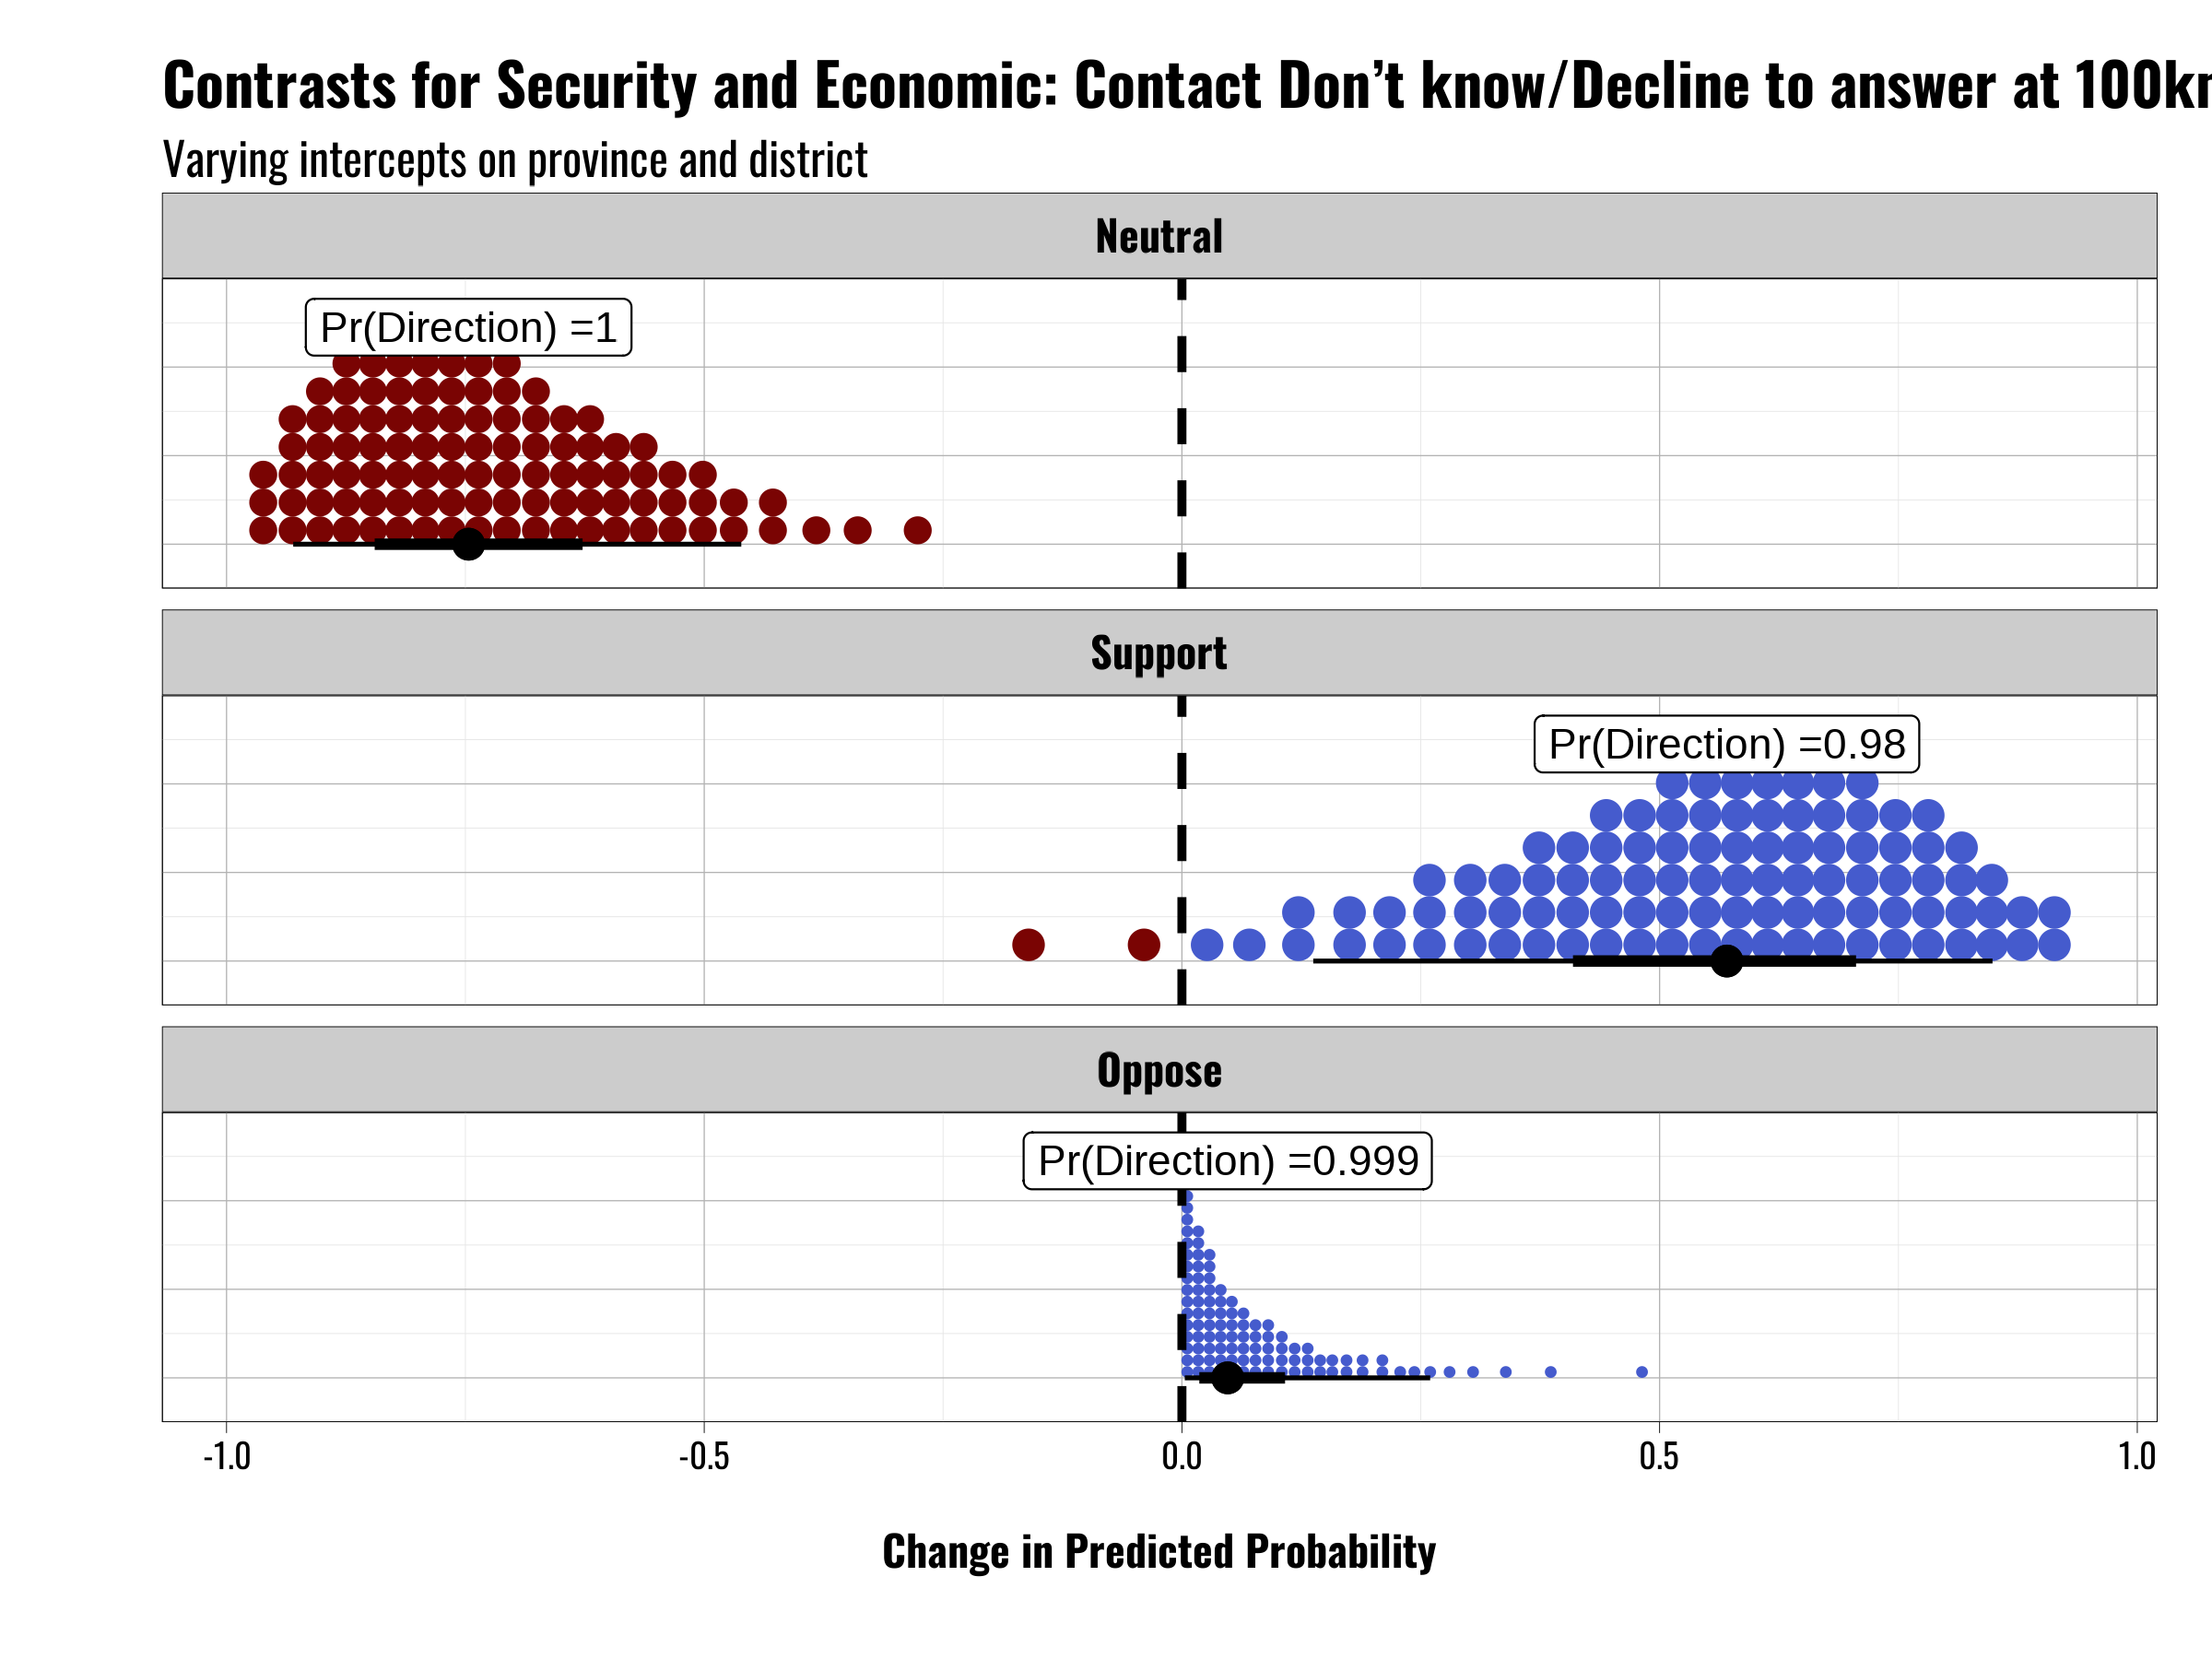 Contrasts for Security and Economic: Contact Don’t know/Decline to answer at 100k
Varying intercepts on province and district
Neutral
Pr(Direction) =1
Support
Pr(Direction) =0.98
Oppose
Pr(Direction) =0.999
-1.0 -0.5 0.0 0.5 1.0
Change in Predicted Probability